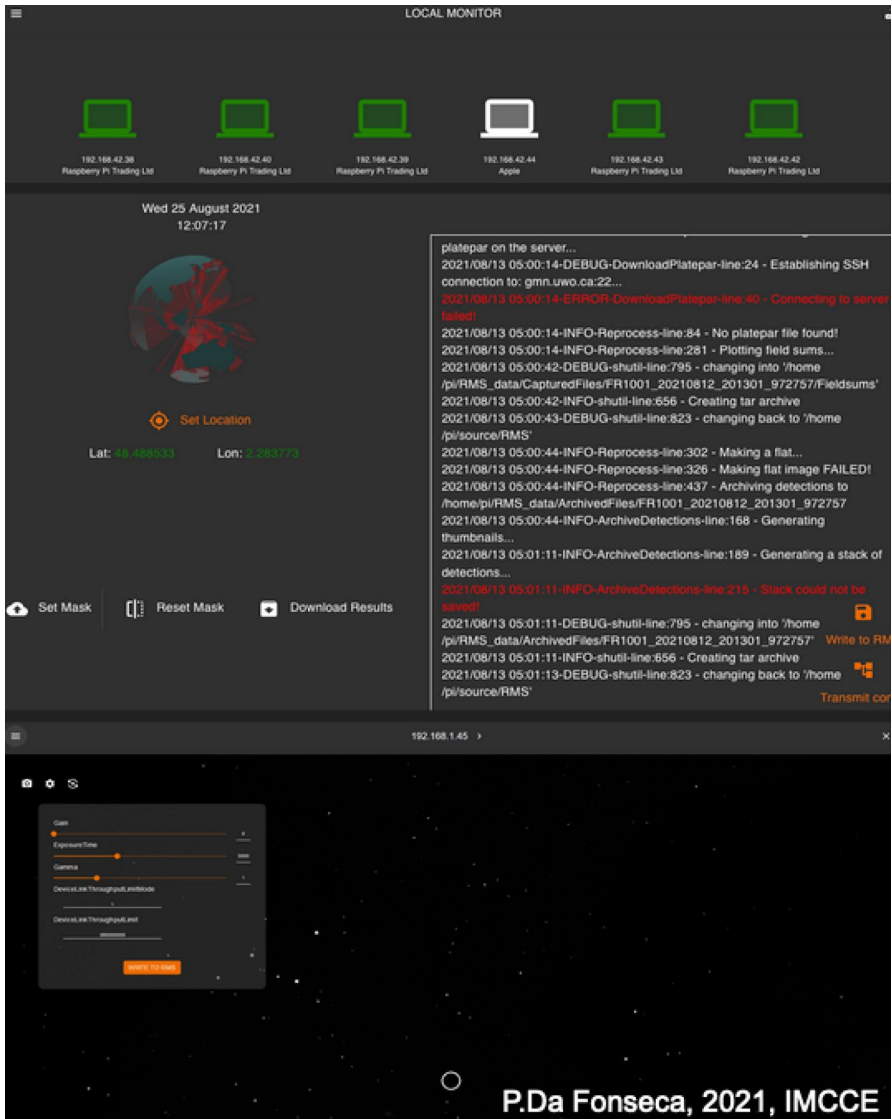 LOCAL MONITOR
192.168.42.38
Raspberry Pi Trading Ltd
192.168.42.40
Raspberry Pi Trading Ltd
192.168.42.39
Raspberry Pi Trading Ltd
192.168.42.44
Apple
192.168.42.43
Raspberry Pi Trading Ltd
192.168.42.42
Raspberry Pi Trading Ltd
Wed 25 August 2021
12:07:17
Set Location
Lat: 48.488533 Lon: 2.283773
Set Mask
Reset Mask
Download Results
platepar on the server...
2021/08/13 05:00:14-DEBUG-DownloadPlatepar-line:24 - Establishing SSH
connection to: gmn.uwo.ca:22...
2021/08/13 05:00:14-ERROR-DownloadPlatepar-line:40 - Connecting to server
failed!
2021/08/13 05:00:14-INFO-Reprocess-line:84 - No platepar file found!
2021/08/13 05:00:14-INFO-Reprocess-line:281 - Plotting field sums...
2021/08/13 05:00:42-DEBUG-shutil-line:795 - changing into '/home
/pi/RMS_data/CapturedFiles/FR1001_20210812_201301_972757/Fieldsums'
2021/08/13 05:00:42-INFO-shutil-line:656 - Creating tar archive
2021/08/13 05:00:43-DEBUG-shutil-line:823 - changing back to '/home
/pi/source/RMS'
2021/08/13 05:00:44-INFO-Reprocess-line:302 - Making a flat...
2021/08/13 05:00:44-INFO-Reprocess-line:326 - Making flat image FAILED!
2021/08/13 05:00:44-INFO-Reprocess-line:437 - Archiving detections to
/home/pi/RMS_data/ArchivedFiles/FR1001_20210812_201301_972757
2021/08/13 05:00:44-INFO-ArchiveDetections-line:168 - Generating
thumbnails...
2021/08/13 05:01:11-INFO-ArchiveDetections-line:189 - Generating a stack of
detections...
2021/08/13 05:01:11-INFO-ArchiveDetections-line:215 - Stack could not be
saved!
2021/08/13 05:01:11-DEBUG-shutil-line:795 - changing into '/home
/pi/RMS_data/ArchivedFiles/FR1001_20210812_201301_972757'
2021/08/13 05:01:11-INFO-shutil-line:656 - Creating tar archive
2021/08/13 05:01:13-DEBUG-shutil-line:823 - changing back to '/home
/pi/source/RMS'
Write to RM
Transmit con
192.168.1.45
Gain
ExposureTime
Gamma
DeviceLinkThroughputLimitMode
DeviceLinkThroughputLimit
WRITE TO RMS
P.Da Fonseca, 2021, IMCCE